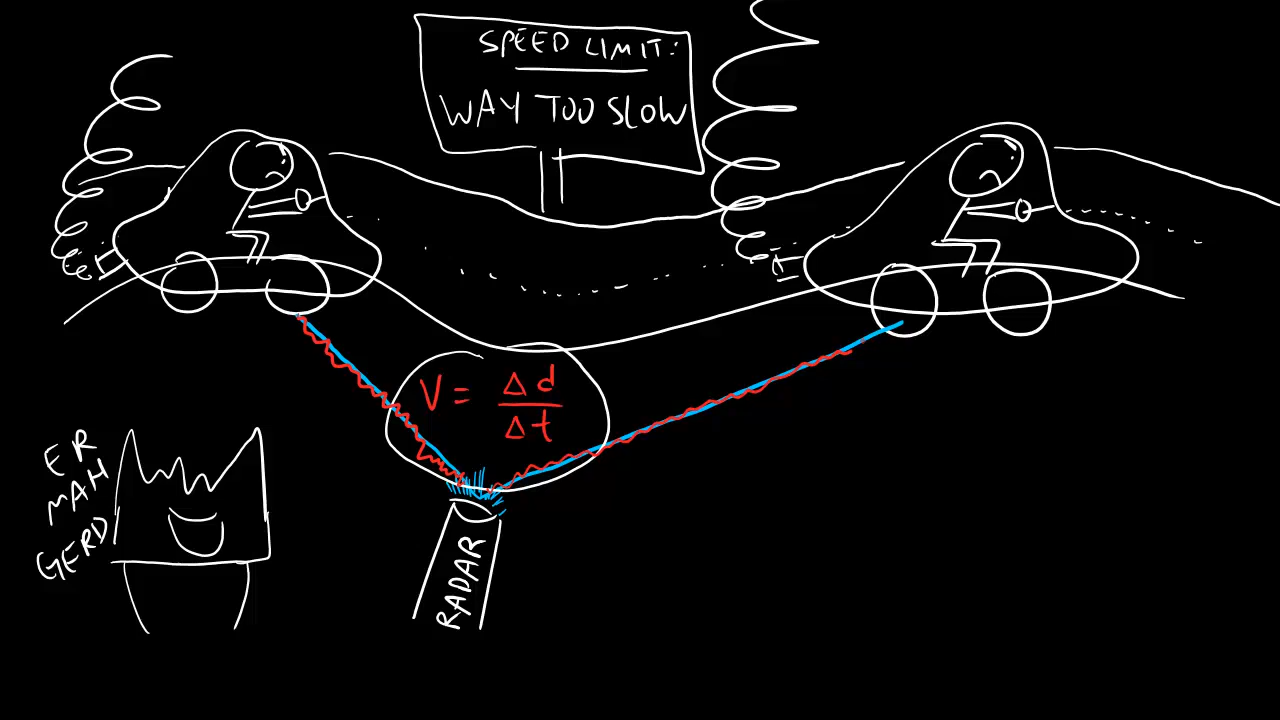 SPEED LIMIT:
WAY TOO SLOW
V = Δd
Δt
ER
MAH
GERD
RADAR